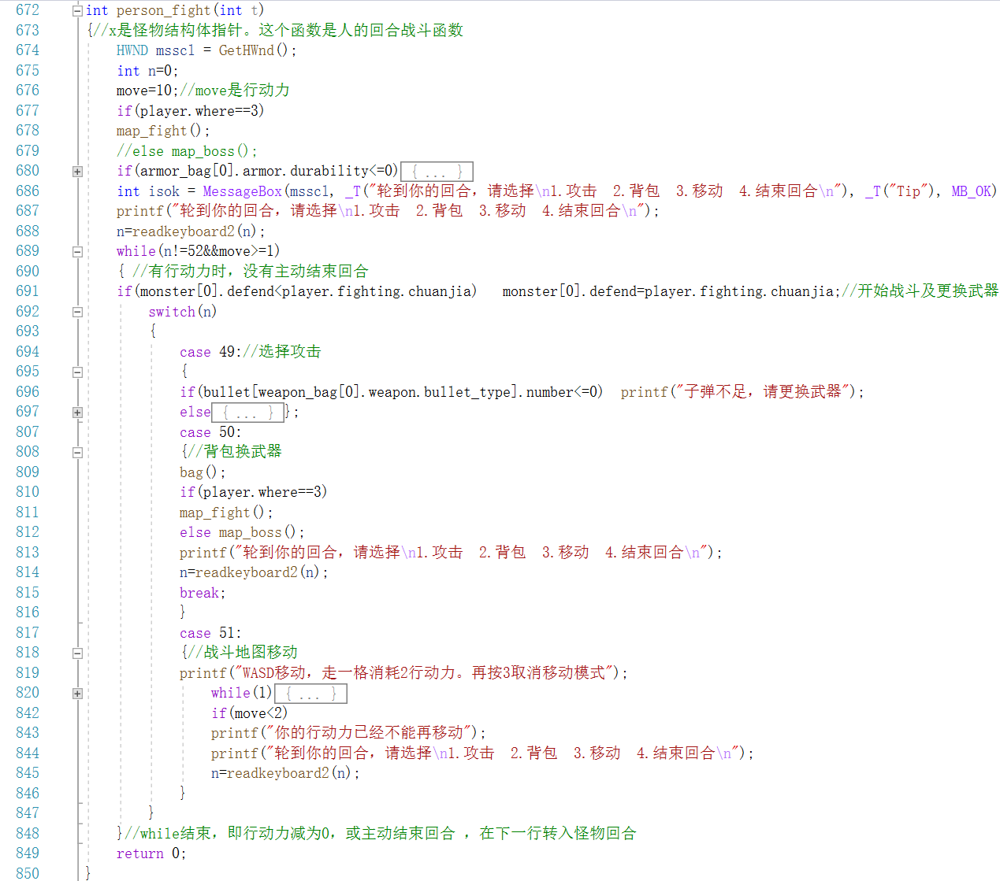 672 int person_fight(int t)
673 {//x是怪物结构体指针。这个函数是人的回合战斗函数
674 HWND msscl = GetHWnd();
675 int n=0;
676 move=10;//move是行动力
677 if(player.where==3)
678 map_fight();
679 //else map_boss();
680 if(armor_bag[0].armor.durability<=0){ ... }
686 int isok = MessageBox(msscl, _T("轮到你的回合，请选择\n1.攻击  2.背包  3.移动  4.结束回合\n"), _T("Tip"), MB_OK)
687 printf("轮到你的回合，请选择\n1.攻击  2.背包  3.移动  4.结束回合\n");
688 n=readkeyboard2(n);
689 while(n!=52&&move>=1)
690 { //有行动力时，没有主动结束回合
691 if(monster[0].defend<player.fighting.chuanjia)   monster[0].defend=player.fighting.chuanjia;//开始战斗及更换武器
692 switch(n)
693 {
694 case 49://选择攻击
695 {
696 if(bullet[weapon_bag[0].weapon.bullet_type].number<=0)  printf("子弹不足，请更换武器");
697 else{ ... }};
807 case 50:
808 {//背包换武器
809 bag();
810 if(player.where==3)
811 map_fight();
812 else map_boss();
813 printf("轮到你的回合，请选择\n1.攻击  2.背包  3.移动  4.结束回合\n");
814 n=readkeyboard2(n);
815 break;
816 }
817 case 51:
818 {//战斗地图移动
819 printf("WASD移动，走一格消耗2行动力。再按3取消移动模式");
820 while(1){ ... }
842 if(move<2)
843 printf("你的行动力已经不能再移动");
844 printf("轮到你的回合，请选择\n1.攻击  2.背包  3.移动  4.结束回合\n");
845 n=readkeyboard2(n);
846 }
847 }
848 }//while结束，即行动力减为0，或主动结束回合 ，在下一行转入怪物回合
849 return 0;
850 }